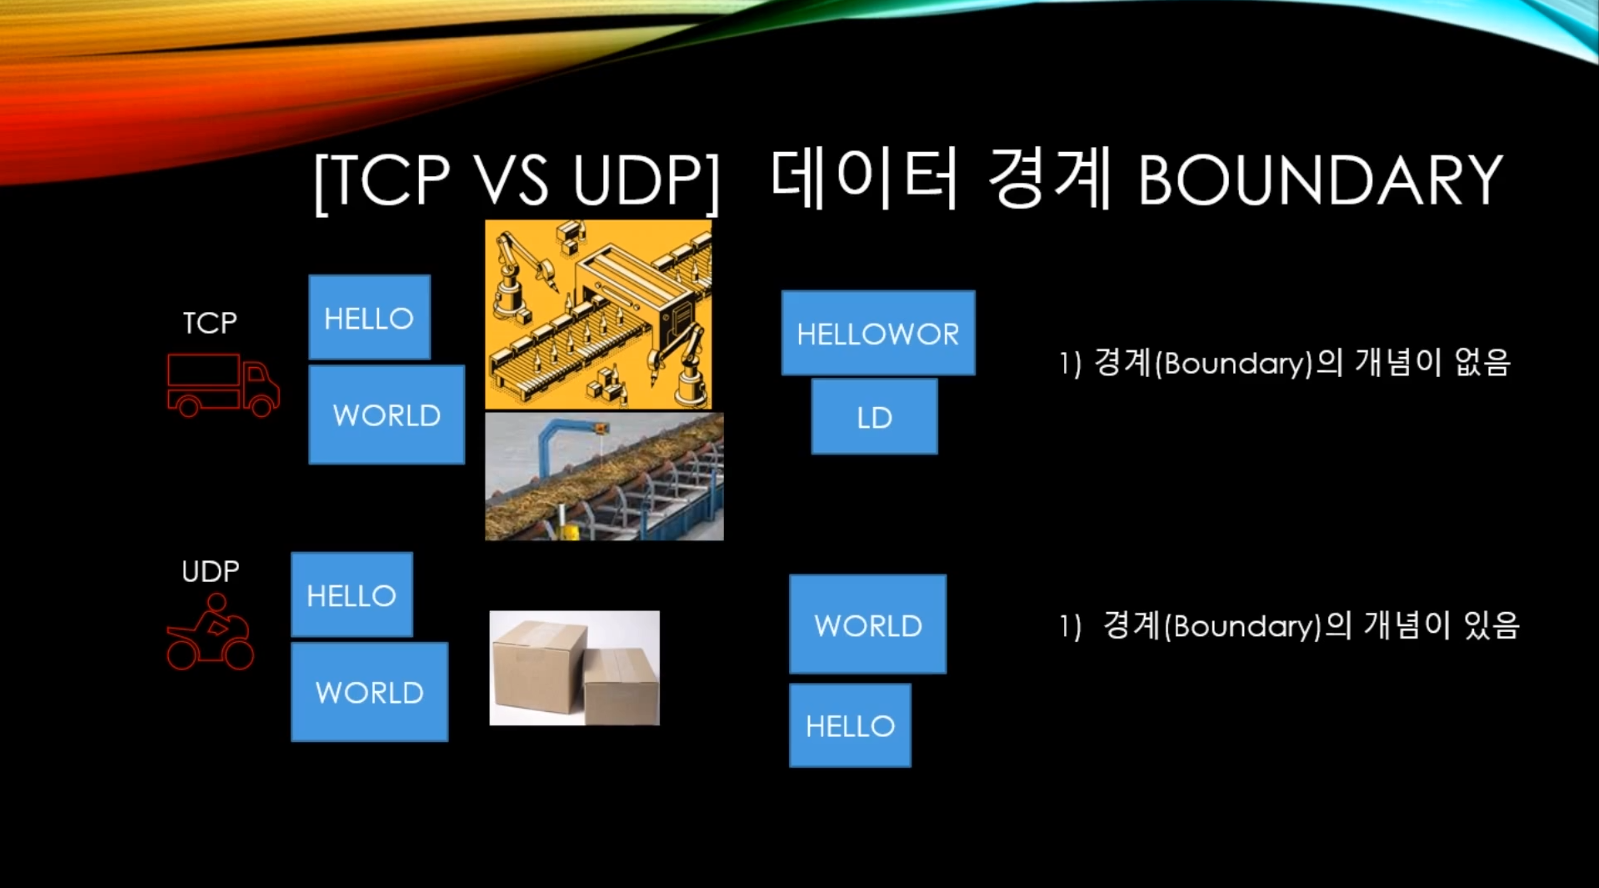 [TCP VS UDP] 데이터 경계 BOUNDARY
TCP
HELLO
WORLD
HELLOWOR
LD
1) 경계(Boundary)의 개념이 없음
UDP
HELLO
WORLD
WORLD
HELLO
1) 경계(Boundary)의 개념이 있음